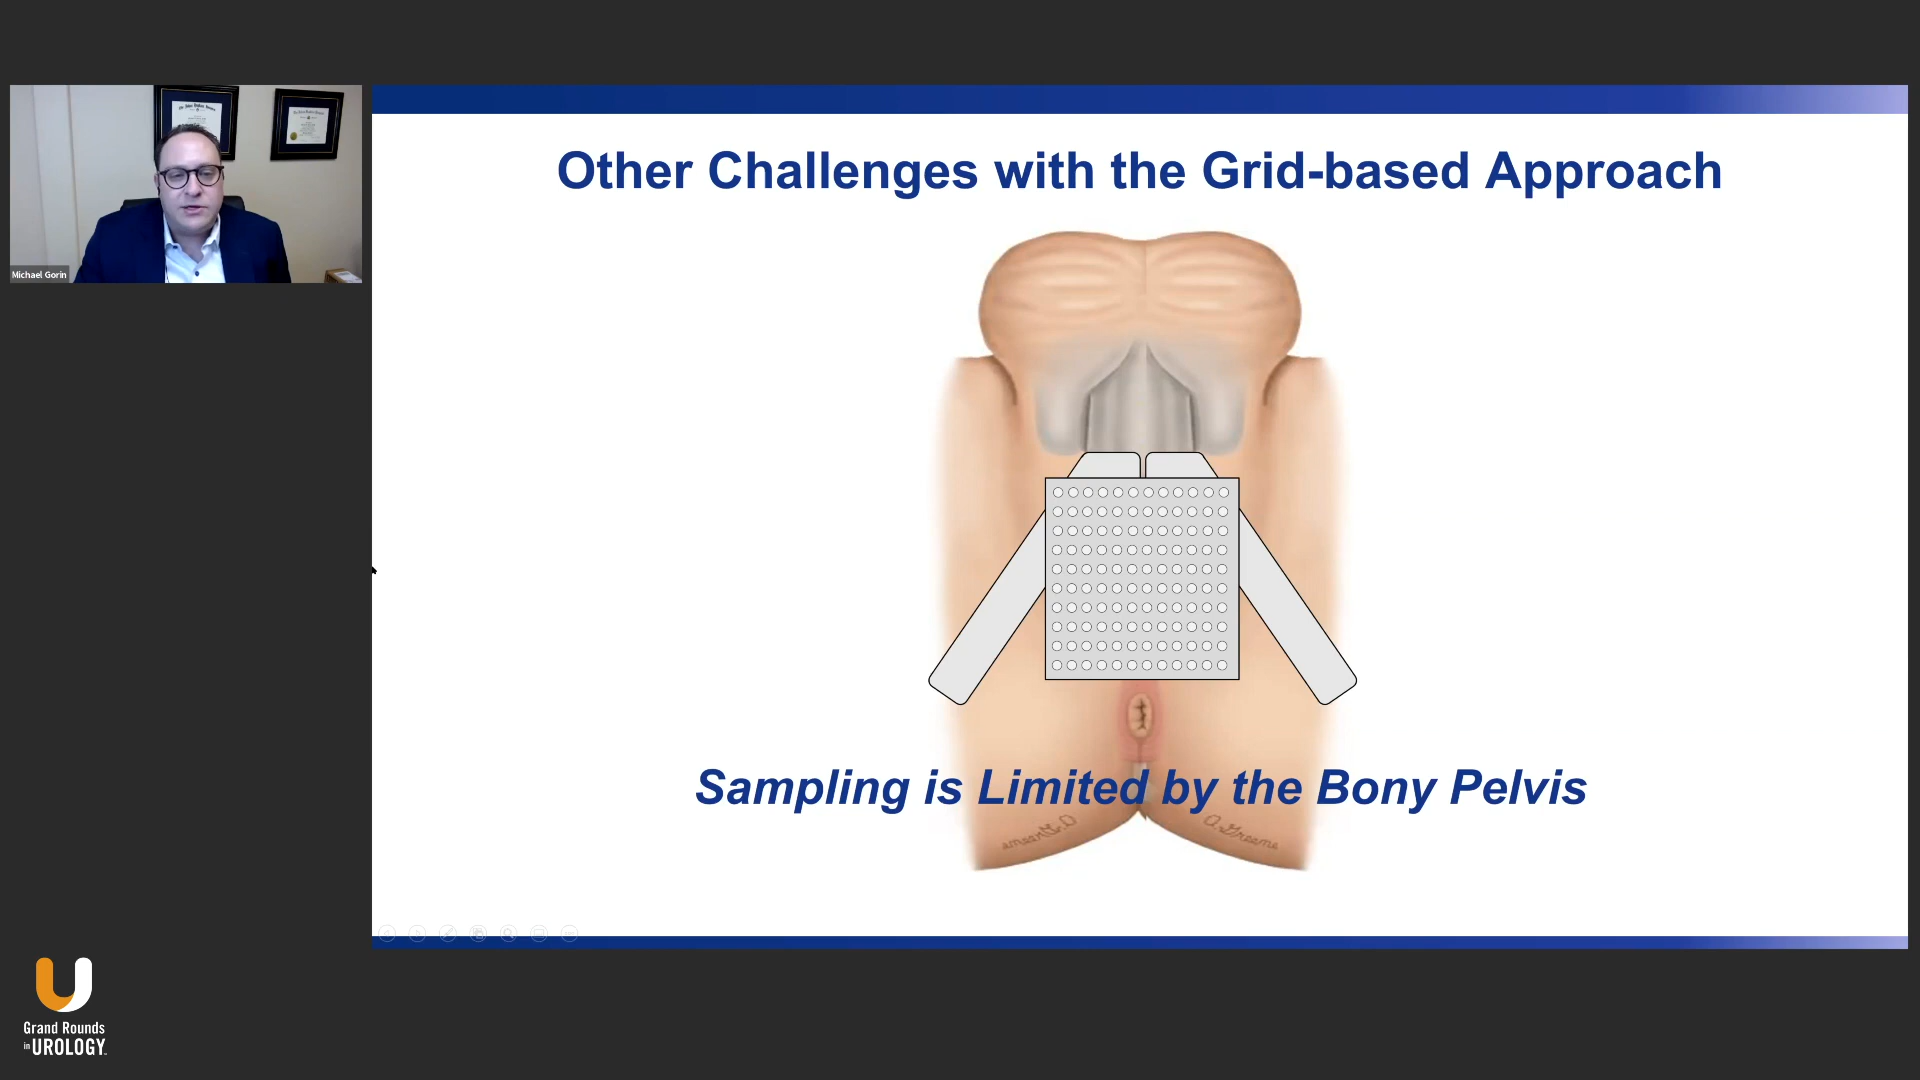 Other Challenges with the Grid-based Approach
Michael Gorin
Sampling is Limited by the Bony Pelvis
Grand Rounds
in UROLOGY